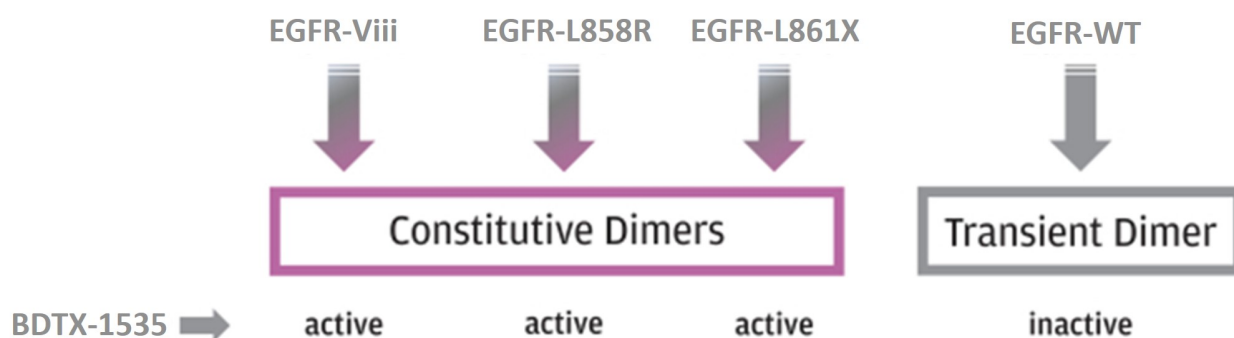 EGFR-Viii EGFR-L858R EGFR-L861X EGFR-WT
Constitutive Dimers Transient Dimer
BDTX-1535 active active active inactive